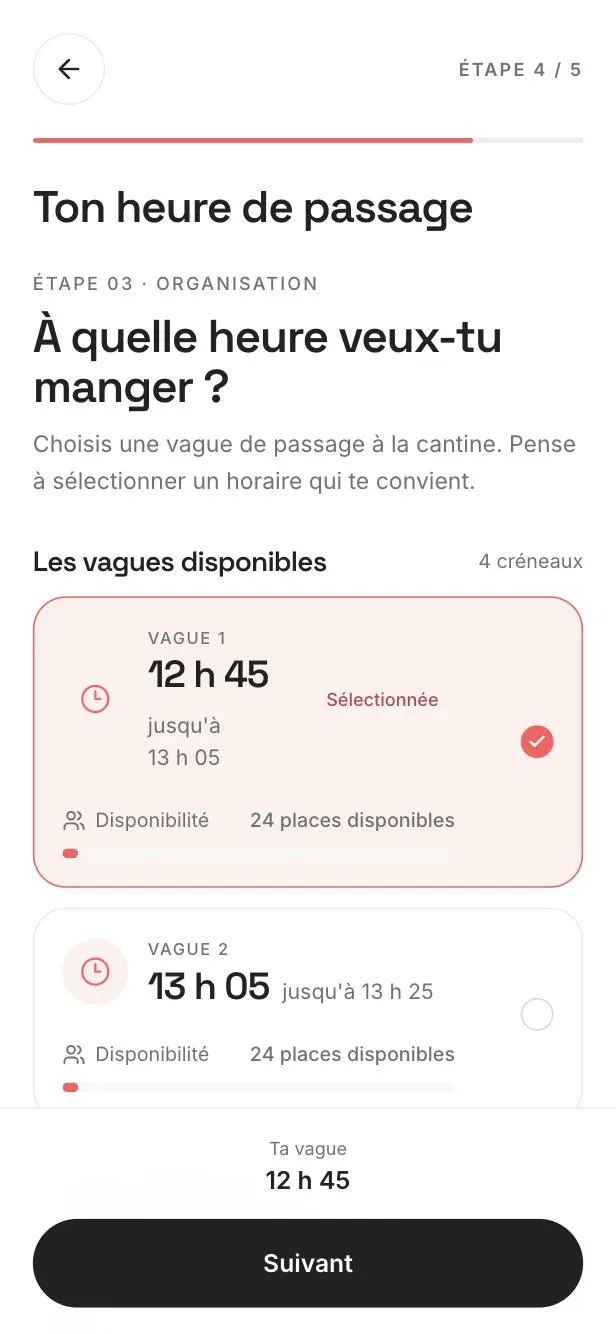 ÉTAPE 4 / 5
Ton heure de passage
ÉTAPE 03 · ORGANISATION
À quelle heure veux-tu
manger ?
Choisis une vague de passage à la cantine. Pense
à sélectionner un horaire qui te convient.
Les vagues disponibles
4 créneaux
VAGUE 1
12 h 45
jusqu'à
13 h 05
Sélectionnée
Disponibilité
24 places disponibles
VAGUE 2
13 h 05 jusqu'à 13 h 25
Disponibilité
24 places disponibles
Ta vague
12 h 45
Suivant